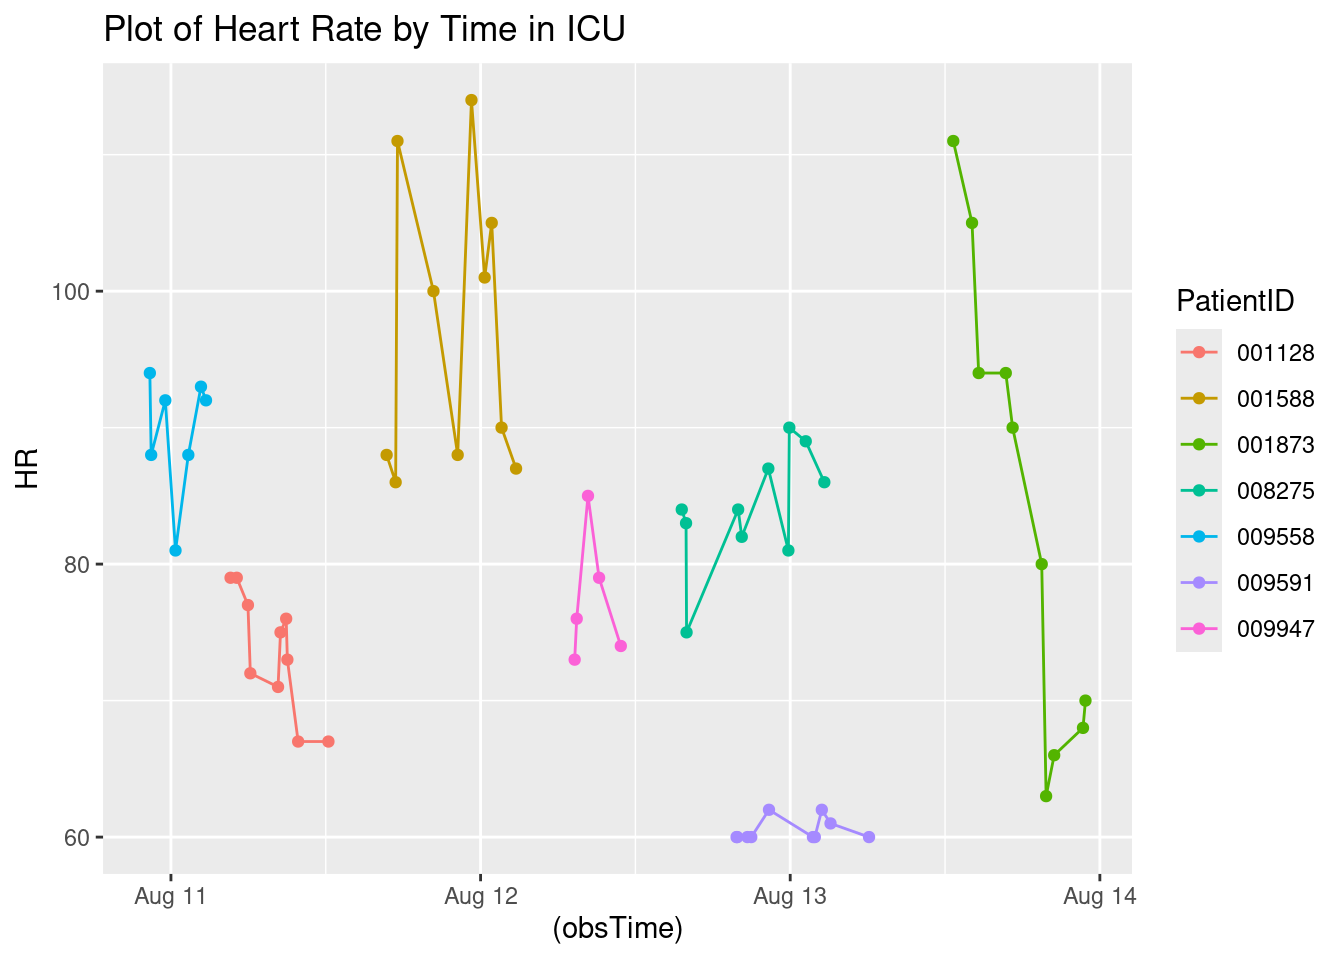 Plot of Heart Rate by Time in ICU
HR
100
80
60
Aug 11
Aug 12
Aug 13
Aug 14
(obsTime)
PatientID
001128
001588
001873
008275
009558
009591
009947